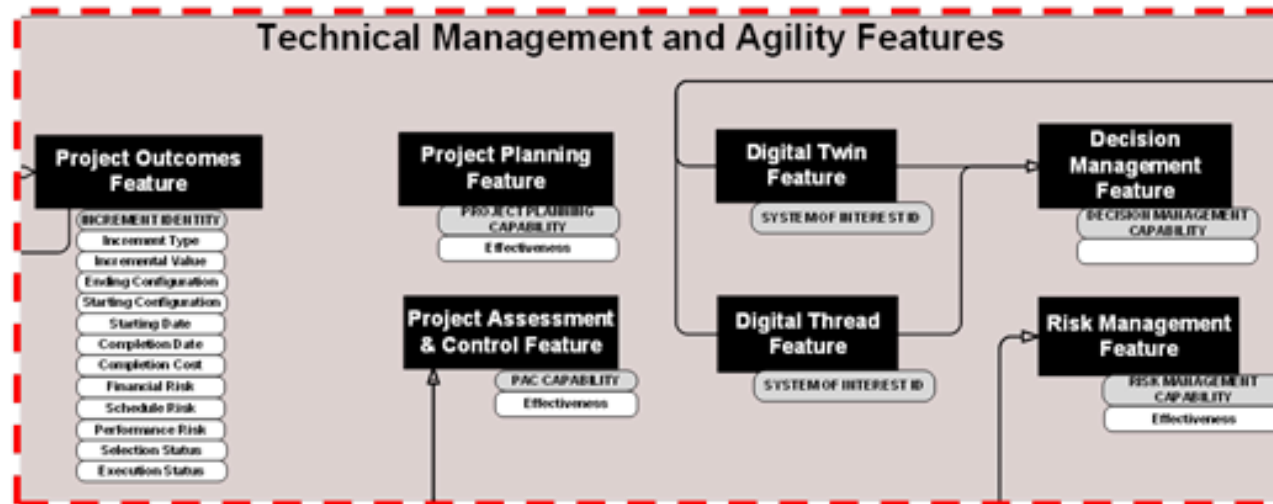 Technical Management and Agility Features
Project Outcomes
Feature
INCREMENT IDENTITY
Increment Type
Incremental Value
Ending Configuration
Starting Configuration
Starting Date
Completion Date
Completion Cost
Financial Risk
Schedule Risk
Performance Risk
Selection Status
Execution Status
Project Planning
Feature
PROJECT PLANNING
CAPABILITY
Effectiveness
Project Assessment
& Control Feature
PAC CAPABILITY
Effectiveness
Digital Twin
Feature
SYSTEM OF INTEREST ID
Digital Thread
Feature
SYSTEM OF INTEREST ID
Decision
Management
Feature
DECISION MANAGEMENT
CAPABILITY
Risk Management
Feature
RISK MANAGEMENT
CAPABILITY
Effectiveness